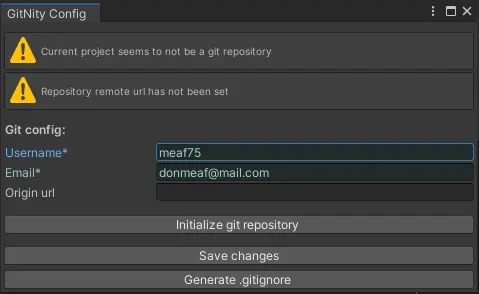 GitNity Config
Current project seems to not be a git repository
Repository remote url has not been set
Git config:
Username* meaf75
Email* donmeaf@mail.com
Origin url
Initialize git repository
Save changes
Generate .gitignore